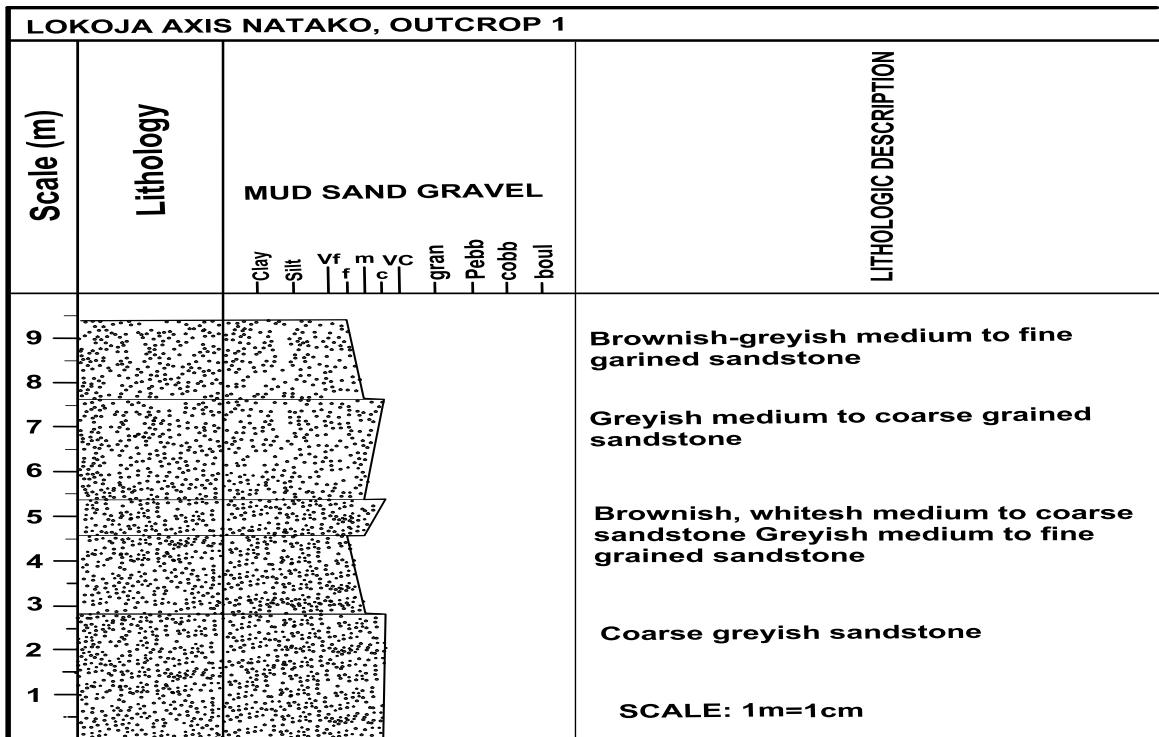 LOKOJA AXIS NATAKO, OUTCROP 1
Scale (m)
Lithology
MUD SAND GRAVEL
Clay
Silt
Vf
f
m
c
VC
gran
Pebb
cobb
boul
LITHOLOGIC DESCRIPTION
9
8
7
6
5
4
3
2
1
Brownish-greyish medium to fine
garined sandstone
Greyish medium to coarse grained
sandstone
Brownish, whitesh medium to coarse
sandstone Greyish medium to fine
grained sandstone
Coarse greyish sandstone
SCALE: 1m=1cm